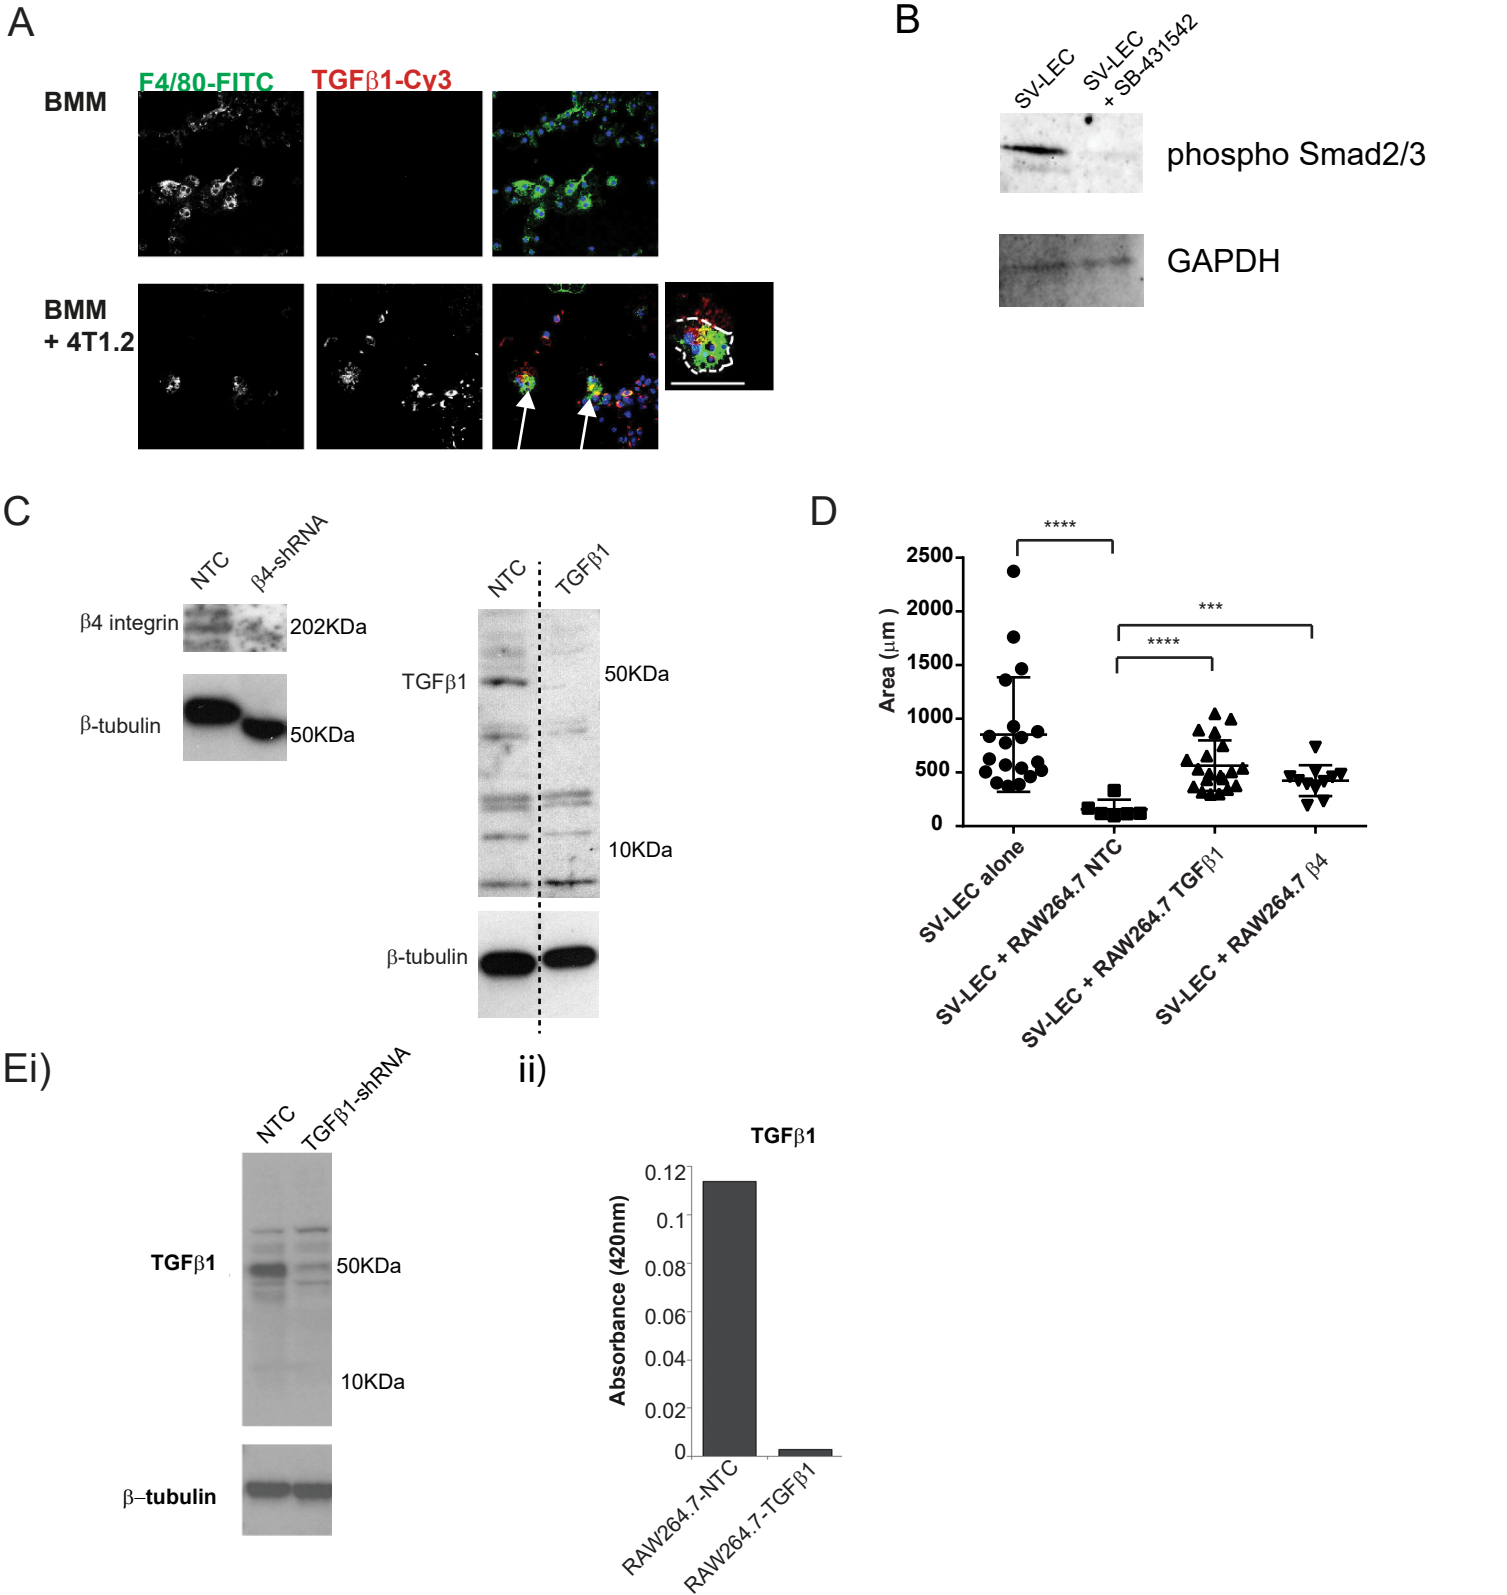 A
F4/80-FITC TGFβ1-Cy3
BMM
BMM
+ 4T1.2
B
SV-LEC
SV-LEC
+ SB-431542
phospho Smad2/3
GAPDH
C
NTC
β4-shRNA
β4 integrin
202KDa
β-tubulin
50KDa
NTC
TGFβ1
TGFβ1
50KDa
10KDa
β-tubulin
D
****
***
****
Area (μm )
2500
2000
1500
1000
500
0
SV-LEC alone
SV-LEC + RAW264.7 NTC
SV-LEC + RAW264.7 TGFβ1
SV-LEC + RAW264.7 β4
Ei)
NTC
TGFβ1-shRNA
TGFβ1
50KDa
10KDa
β–tubulin
ii)
TGFβ1
Absorbance (420nm)
0.12
0.1
0.08
0.06
0.04
0.02
0
RAW264.7-NTC
RAW264.7-TGFβ1